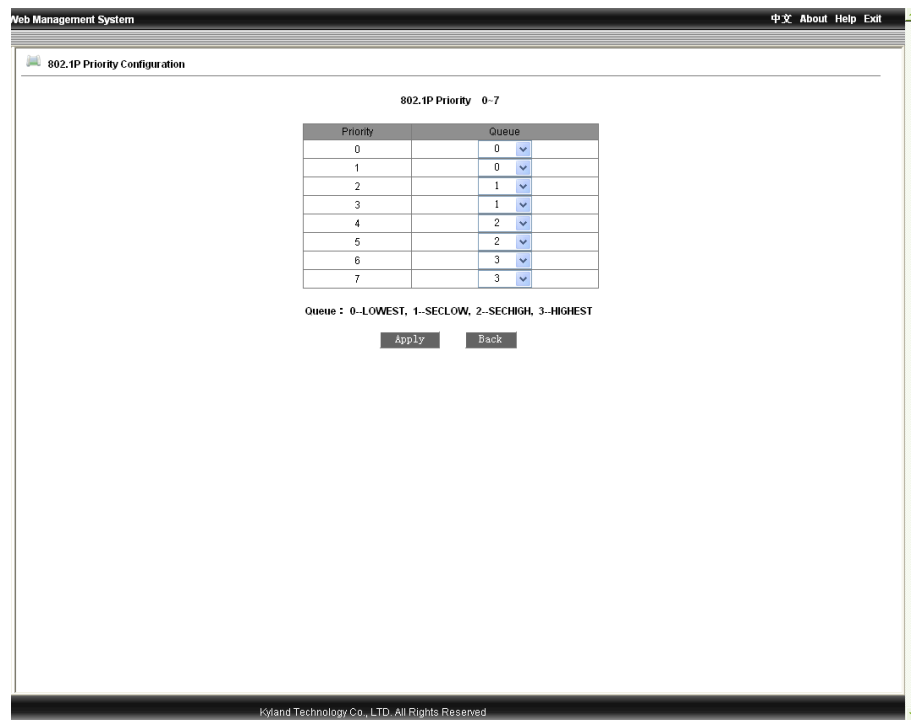 Web Management System 中文 About Help Exit
802.1P Priority Configuration
802.1P Priority 0~7
Priority Queue
0 0
1 0
2 1
3 1
4 2
5 2
6 3
7 3
Queue：0--LOWEST, 1--SECLOW, 2--SECHIGH, 3--HIGHEST
Apply Back
Kyland Technology Co., LTD. All Rights Reserved